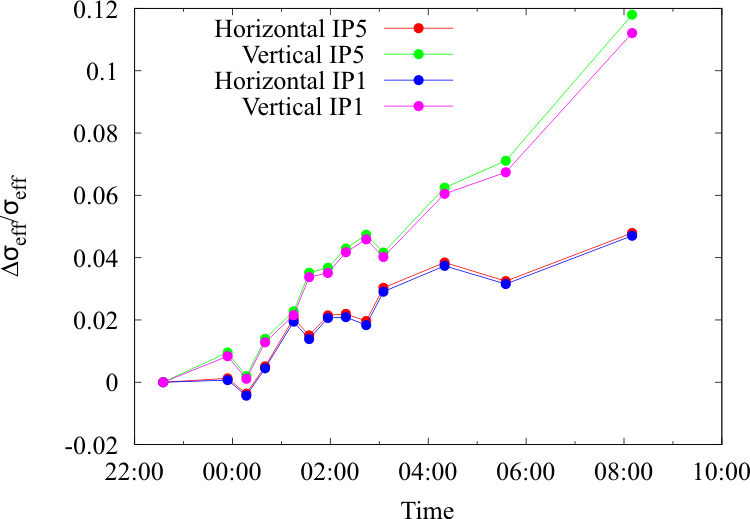 0.12
0.1
0.08
0.06
0.04
0.02
0
-0.02
Δσeff/σeff
Horizontal IP5
Vertical IP5
Horizontal IP1
Vertical IP1
22:00 00:00 02:00 04:00 06:00 08:00 10:00
Time